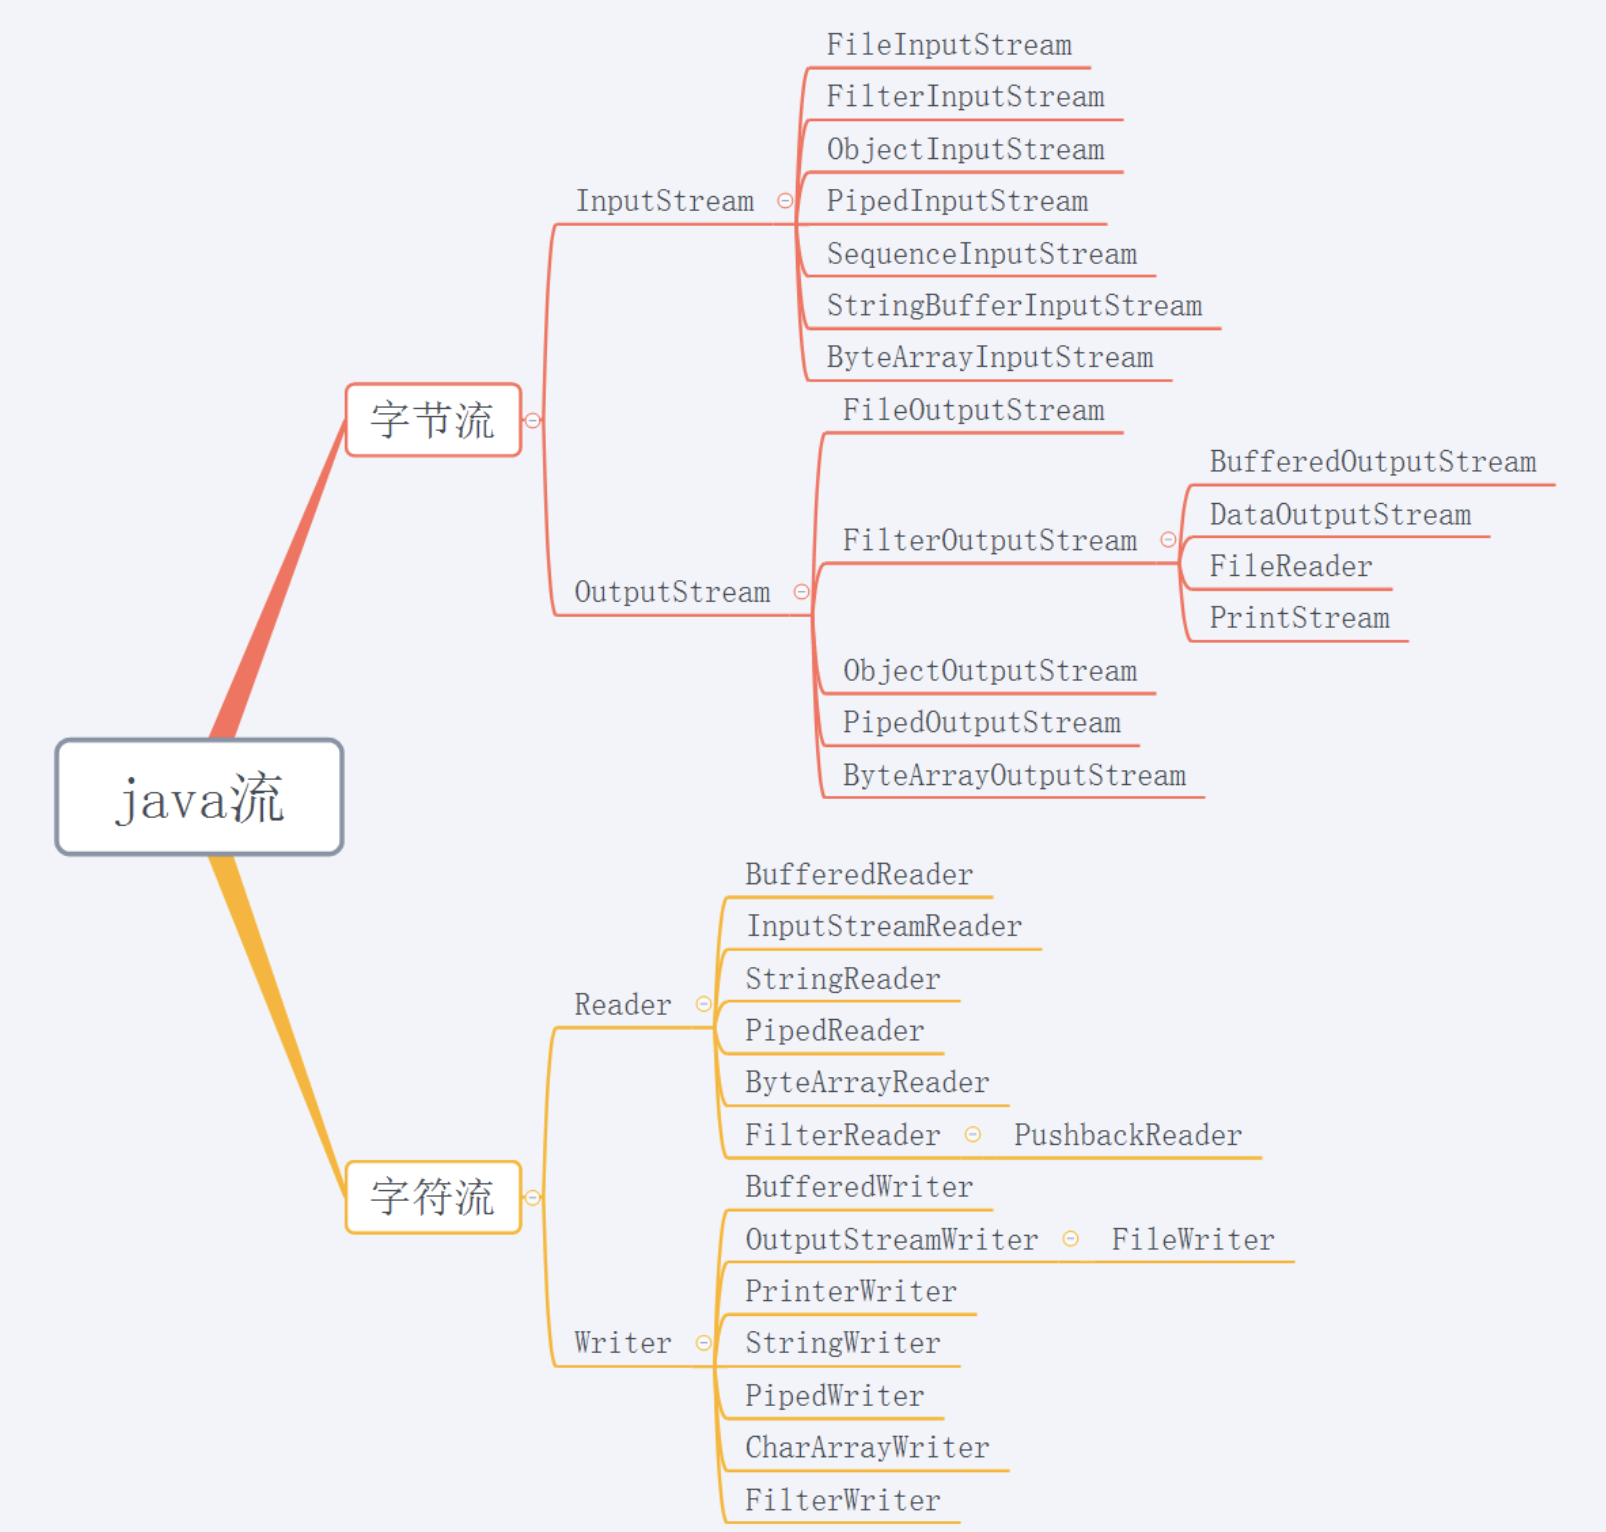 java流
字节流
InputStream
FileInputStream
FilterInputStream
ObjectInputStream
PipedInputStream
SequenceInputStream
StringBufferInputStream
ByteArrayInputStream
OutputStream
FileOutputStream
FilterOutputStream
BufferedOutputStream
DataOutputStream
FileReader
PrintStream
ObjectOutputStream
PipedOutputStream
ByteArrayOutputStream
字符流
Reader
BufferedReader
InputStreamReader
StringReader
PipedReader
ByteArrayReader
FilterReader
PushbackReader
Writer
BufferedWriter
OutputStreamWriter
FileWriter
PrinterWriter
StringWriter
PipedWriter
CharArrayWriter
FilterWriter